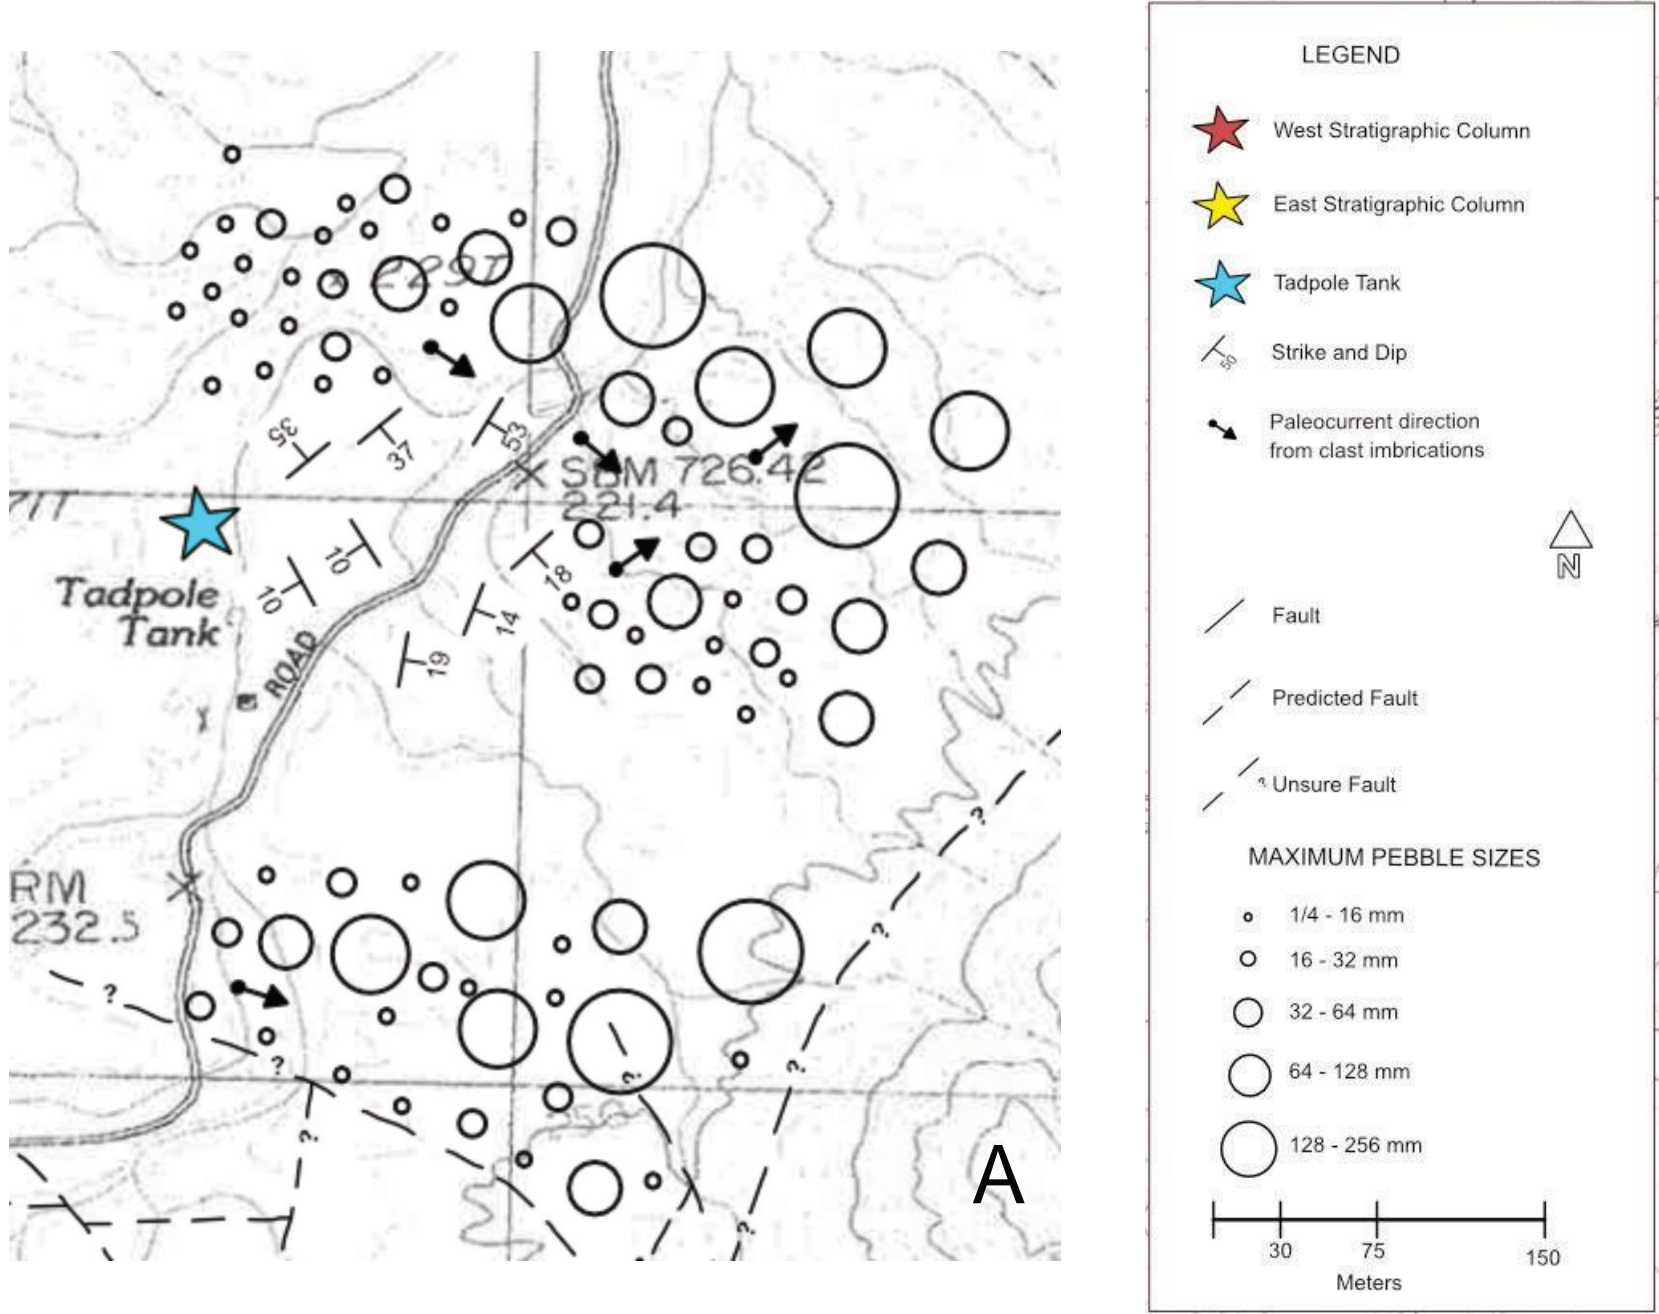 2297
35
37
53
SBM 726.42
221.4
10
10
18
14
19
Tadpole
Tank
ROAD
RM
232.5
?
?
?
?
?
?
?
?
A
LEGEND
West Stratigraphic Column
East Stratigraphic Column
Tadpole Tank
50
Strike and Dip
Paleocurrent direction
from clast imbrications
N
Fault
Predicted Fault
? Unsure Fault
MAXIMUM PEBBLE SIZES
1/4 - 16 mm
16 - 32 mm
32 - 64 mm
64 - 128 mm
128 - 256 mm
30
75
150
Meters